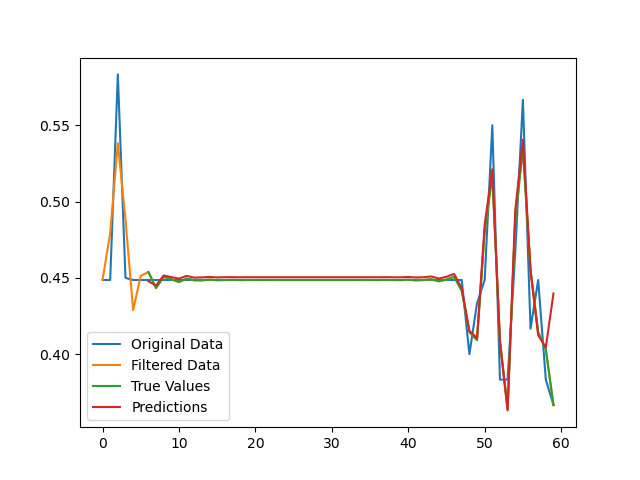 0.55
0.50
0.45
0.40
Original Data
Filtered Data
True Values
Predictions
0 10 20 30 40 50 60